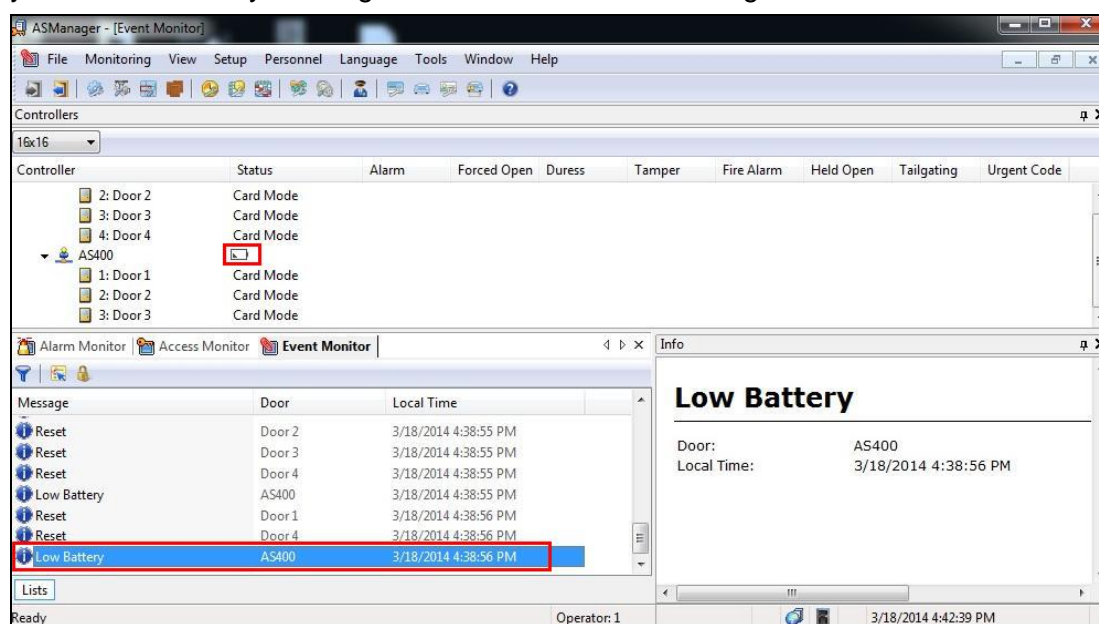 ASManager - [Event Monitor]
File Monitoring View Setup Personnel Language Tools Window Help
Controllers
16x16
Controller Status Alarm Forced Open Duress Tamper Fire Alarm Held Open Tailgating Urgent Code
2: Door 2 Card Mode
3: Door 3 Card Mode
4: Door 4 Card Mode
AS400
1: Door 1 Card Mode
2: Door 2 Card Mode
3: Door 3 Card Mode
Alarm Monitor Access Monitor Event Monitor
Message Door Local Time
Reset Door 2 3/18/2014 4:38:55 PM
Reset Door 3 3/18/2014 4:38:55 PM
Reset Door 4 3/18/2014 4:38:55 PM
Low Battery AS400 3/18/2014 4:38:55 PM
Reset Door 1 3/18/2014 4:38:56 PM
Reset Door 4 3/18/2014 4:38:56 PM
Low Battery AS400 3/18/2014 4:38:56 PM
Lists
Info
Low Battery
Door: AS400
Local Time: 3/18/2014 4:38:56 PM
Ready Operator: 1 3/18/2014 4:42:39 PM